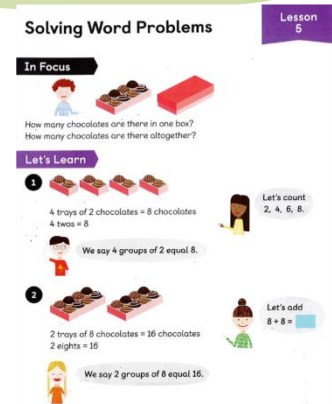 Solving Word Problems
Lesson
5
In Focus
How many chocolates are there in one box?
How many chocolates are there altogether?
Let's Learn
1
4 trays of 2 chocolates = 8 chocolates
4 twos = 8
Let's count
2, 4, 6, 8.
We say 4 groups of 2 equal 8.
2
2 trays of 8 chocolates = 16 chocolates
2 eights = 16
Let's add
8 + 8 =
We say 2 groups of 8 equal 16.